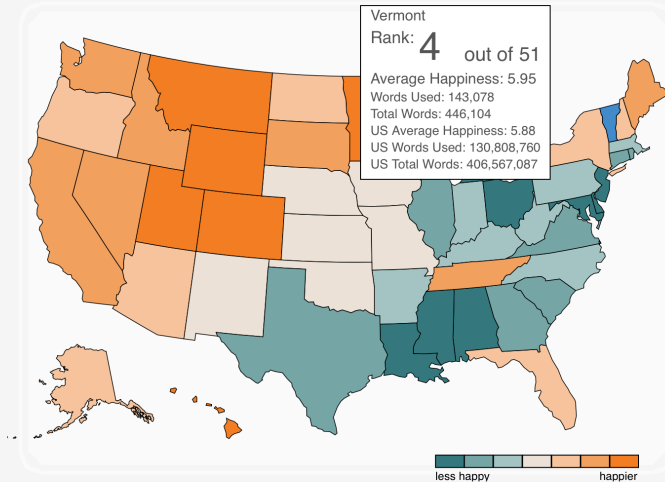 Vermont
Rank: 4 out of 51
Average Happiness: 5.95
Words Used: 143,078
Total Words: 446,104
US Average Happiness: 5.88
US Words Used: 130,808,760
US Total Words: 406,567,087
less happy happier